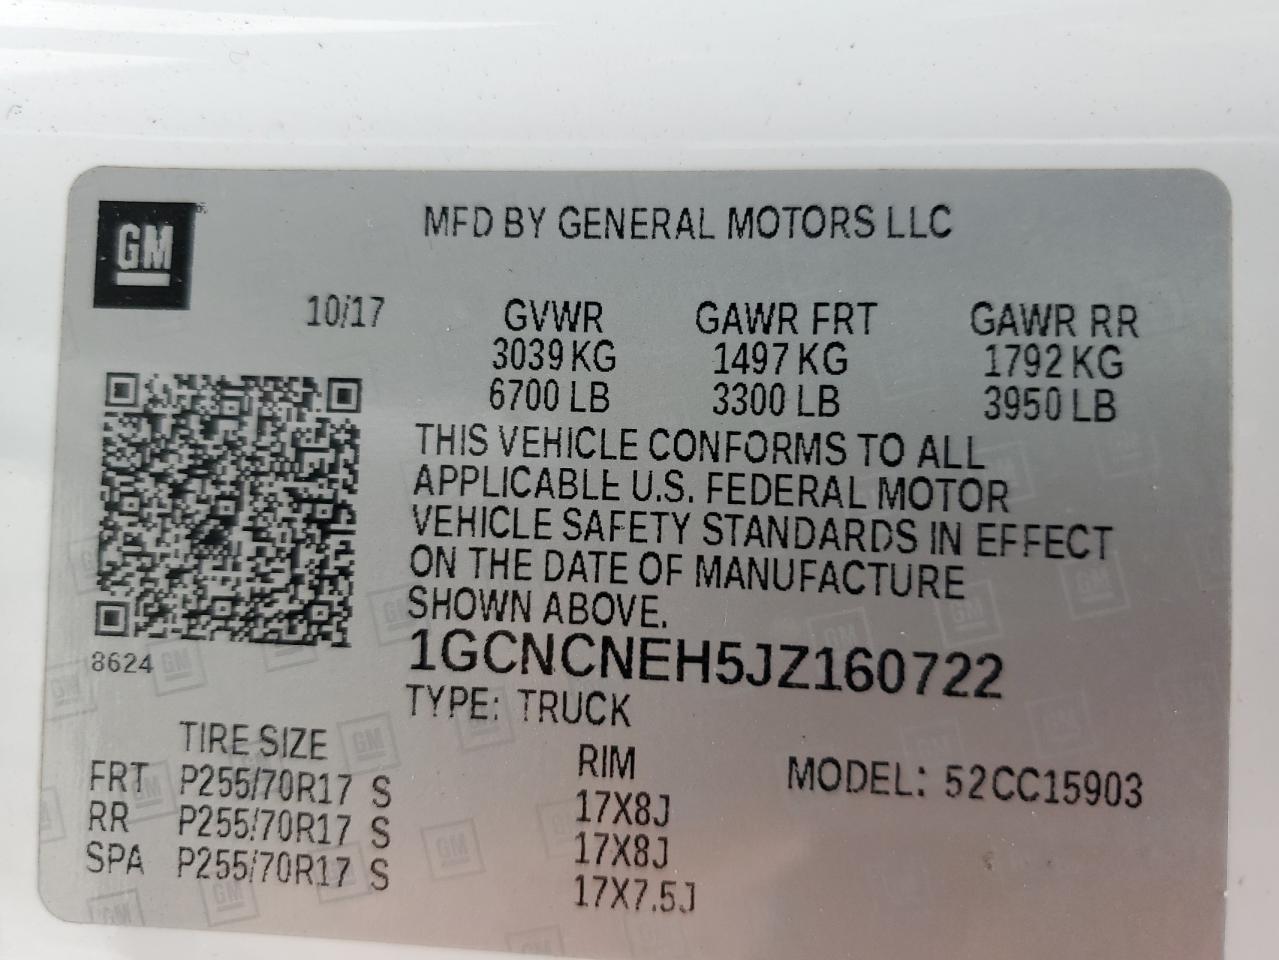 GM
MFD BY GENERAL MOTORS LLC
10/17 GVWR GAWR FRT GAWR RR
3039 KG 1497 KG 1792 KG
6700 LB 3300 LB 3950 LB
THIS VEHICLE CONFORMS TO ALL
APPLICABLE U.S. FEDERAL MOTOR
VEHICLE SAFETY STANDARDS IN EFFECT
ON THE DATE OF MANUFACTURE
SHOWN ABOVE.
8624
1GCNCNEH5JZ160722
TYPE: TRUCK
TIRE SIZE RIM MODEL: 52CC15903
FRT P255/70R17 S 17X8J
RR P255/70R17 S 17X8J
SPA P255/70R17 S 17X7.5J